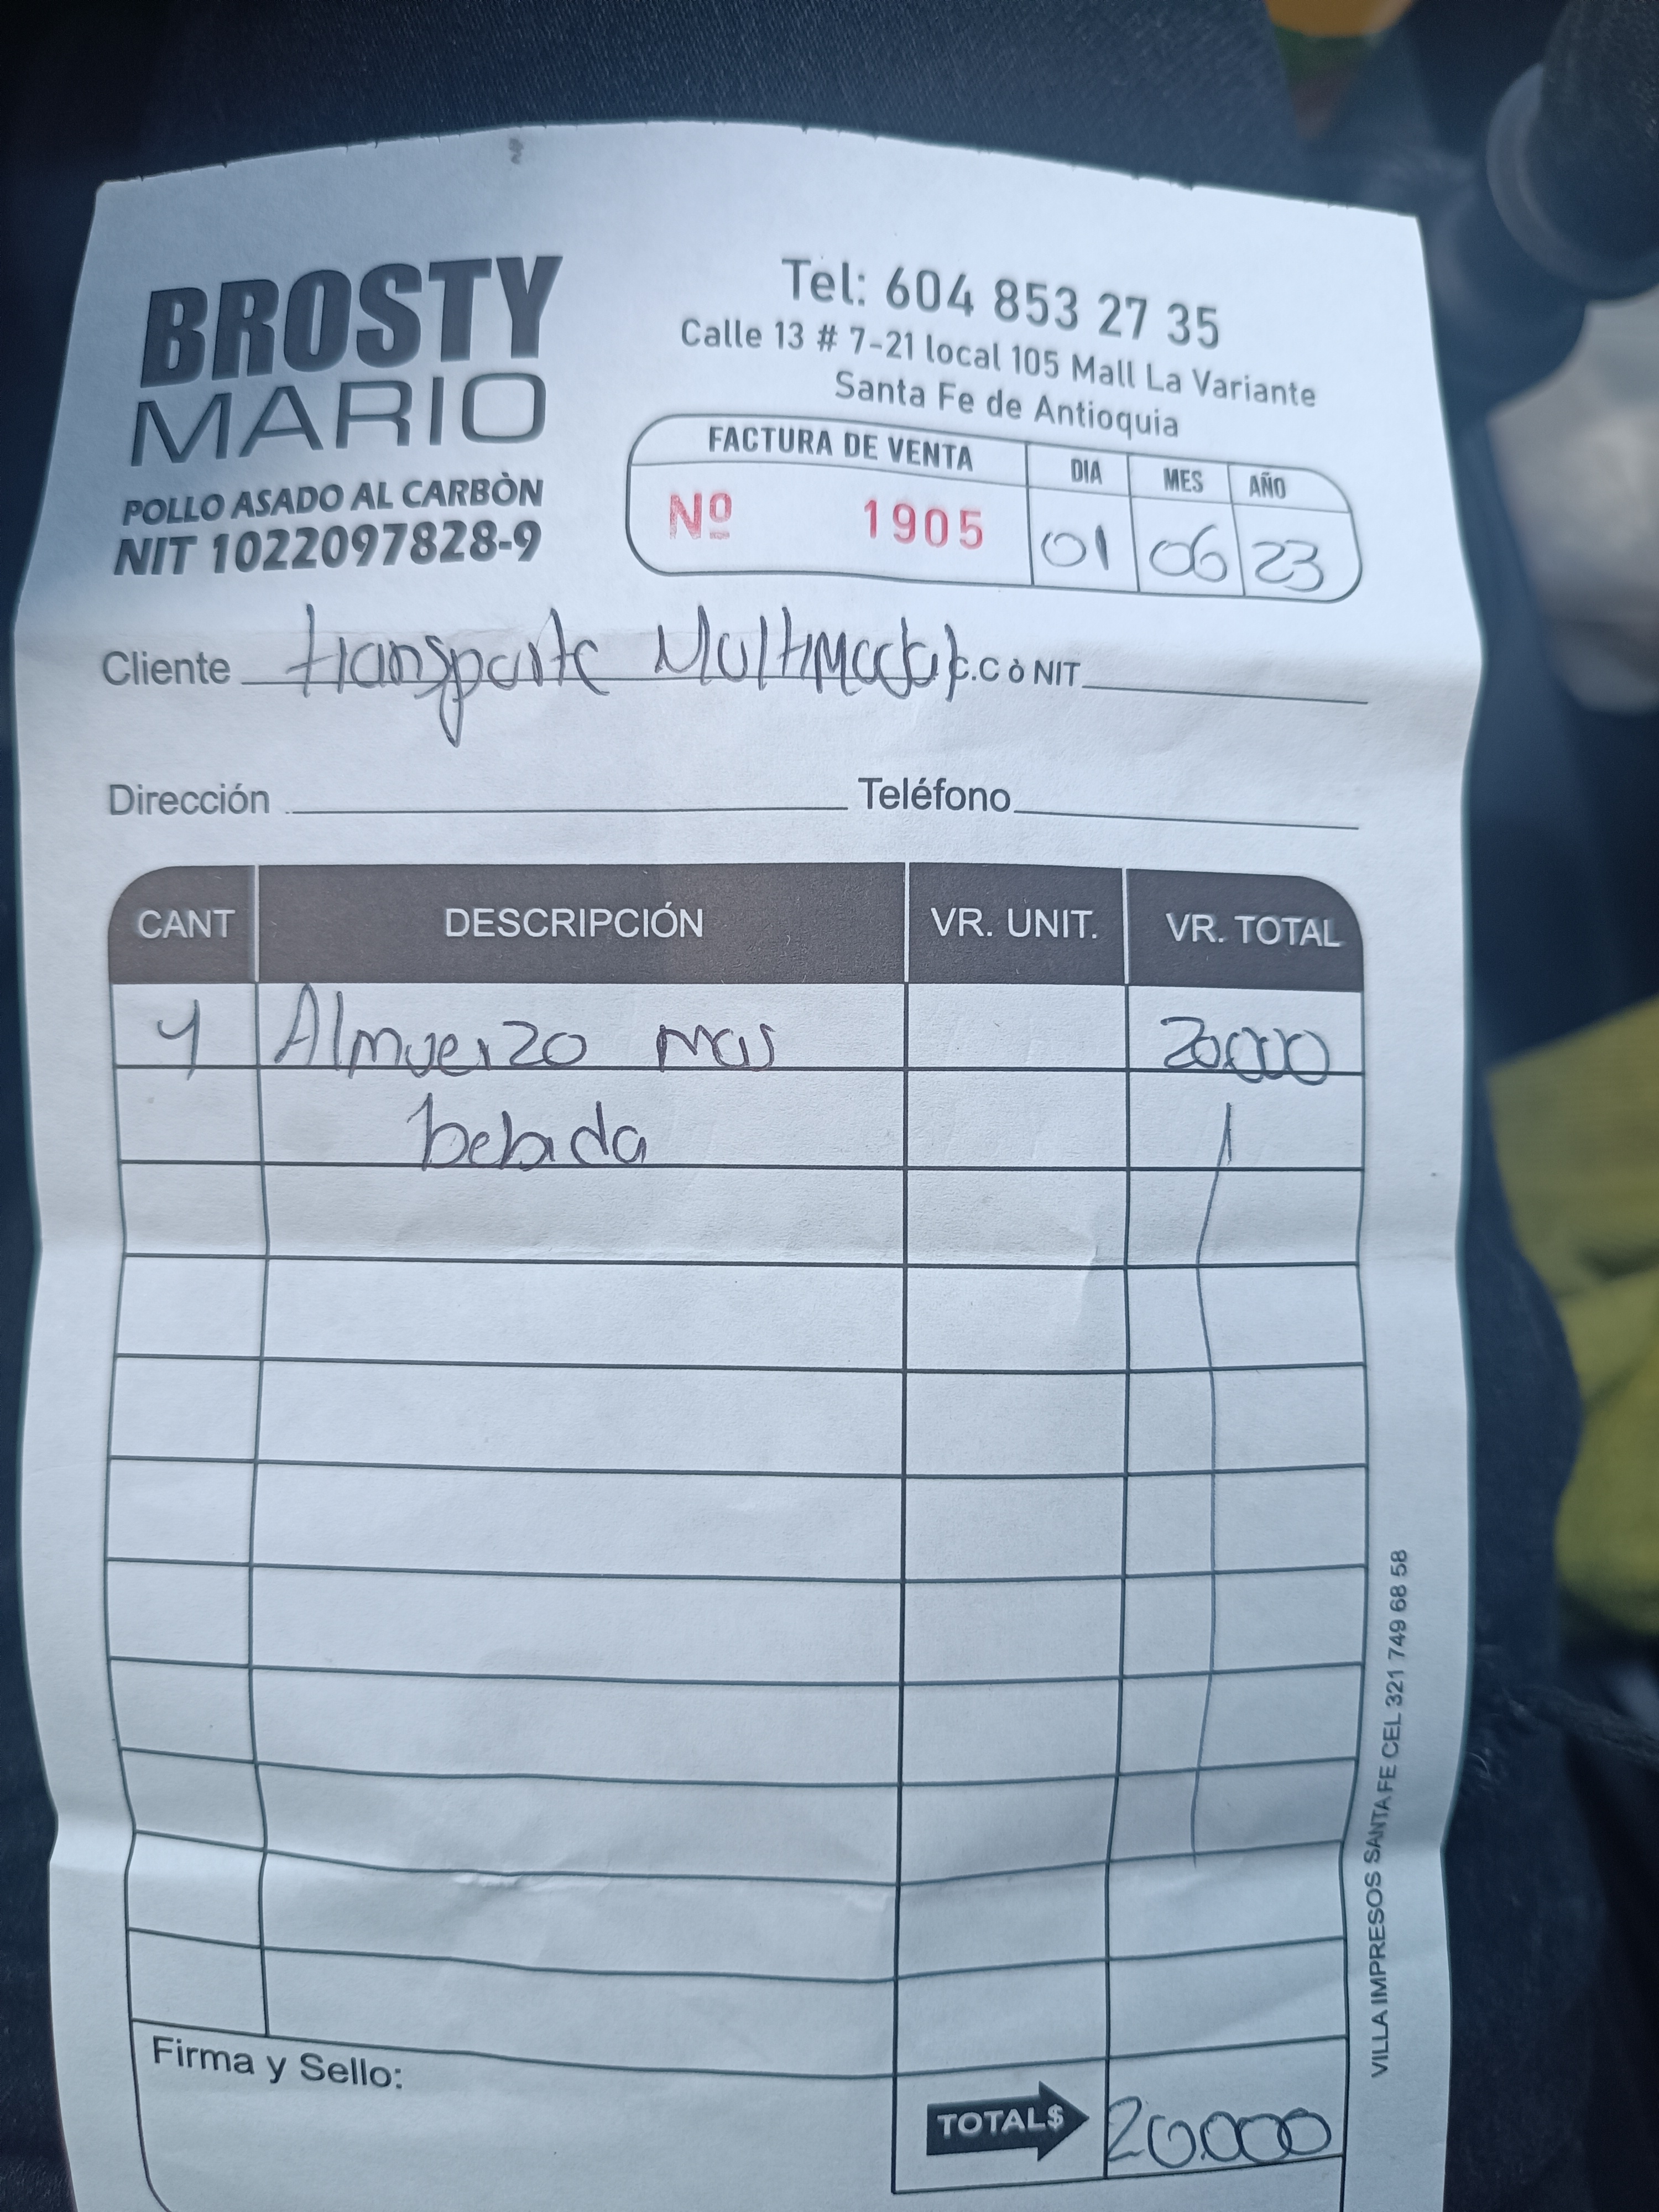 BROSTY
MARIO
POLLO ASADO AL CARBÒN
NIT 1022097828-9
Tel: 604 853 27 35
Calle 13 # 7-21 local 105 Mall La Variante
Santa Fe de Antioquia
FACTURA DE VENTA DIA MES AÑO
Nº 1905 01 06 23
Cliente transporte Multimodal C.C ò NIT
Dirección Teléfono
CANT DESCRIPCIÓN VR. UNIT. VR. TOTAL
Almuerzo mas 20000
bebida
Firma y Sello:
TOTAL$ 20.000
VILLA IMPRESOS SANTA FE CEL 321 749 68 58